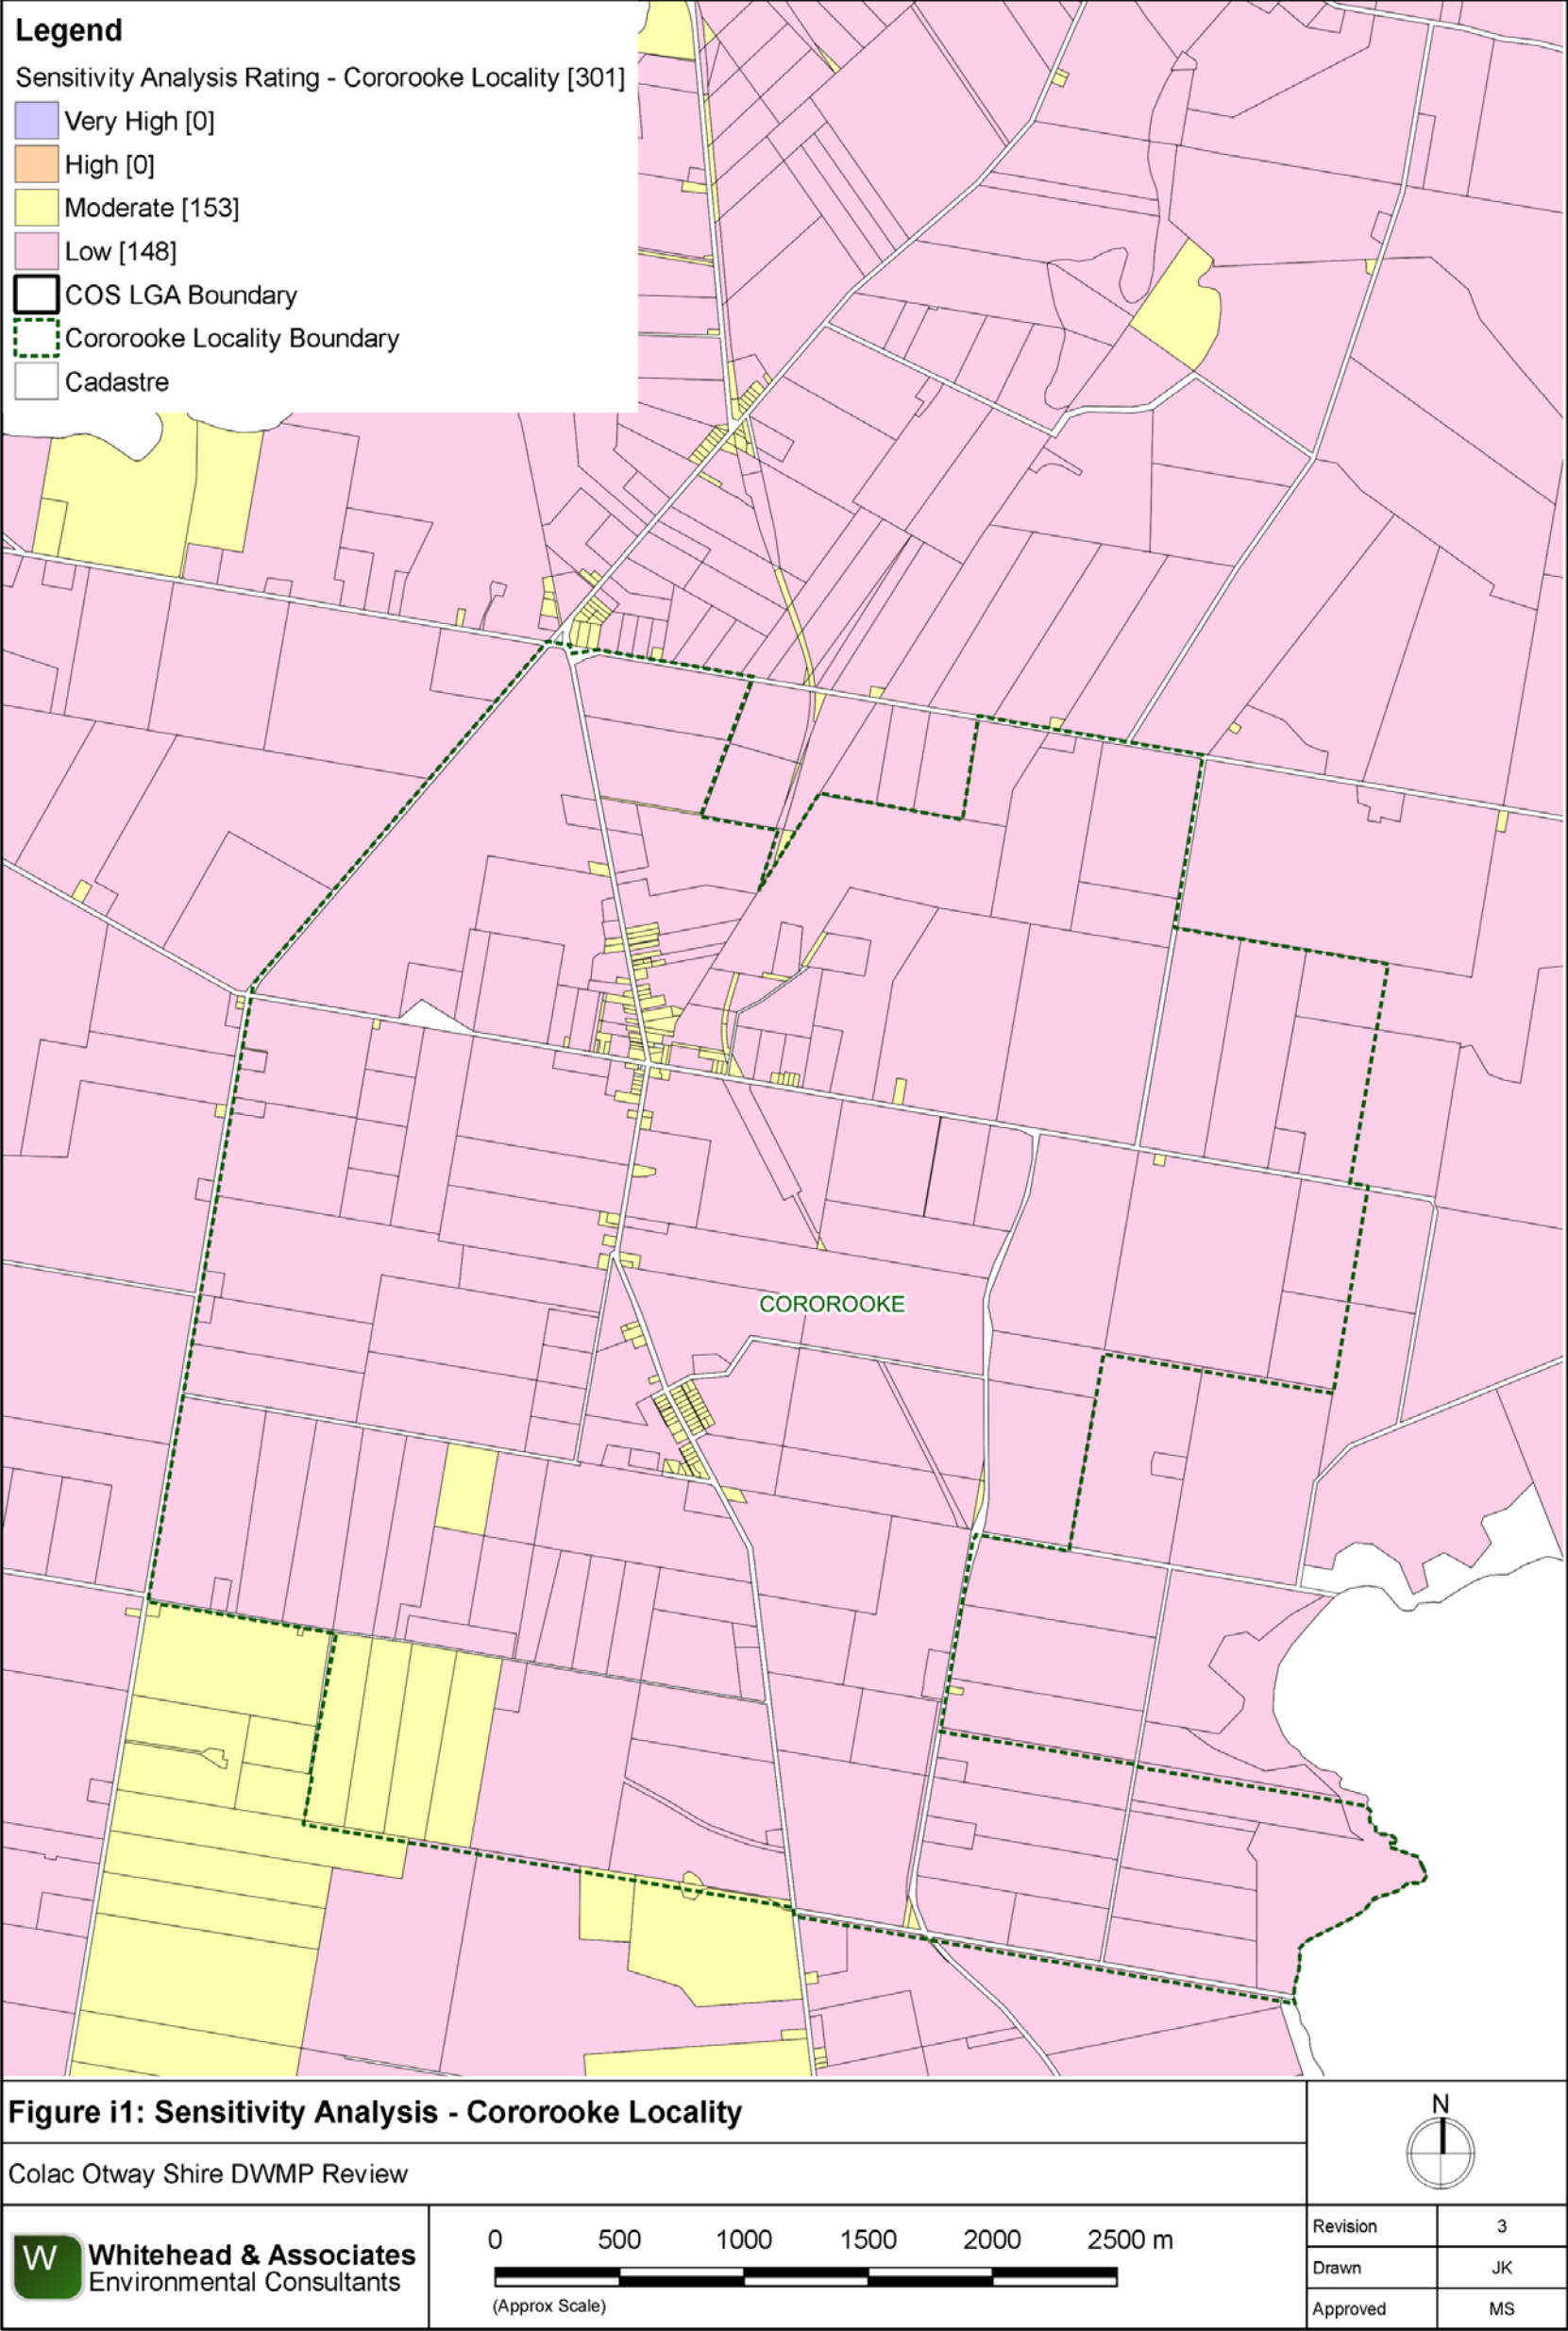 Legend
Sensitivity Analysis Rating - Cororooke Locality [301]
Very High [0]
High [0]
Moderate [153]
Low [148]
COS LGA Boundary
Cororooke Locality Boundary
Cadastre
COROROOKE
Figure i1: Sensitivity Analysis - Cororooke Locality
Colac Otway Shire DWMP Review
N
W
Whitehead & Associates
Environmental Consultants
0 500 1000 1500 2000 2500 m
(Approx Scale)
Revision 3
Drawn JK
Approved MS